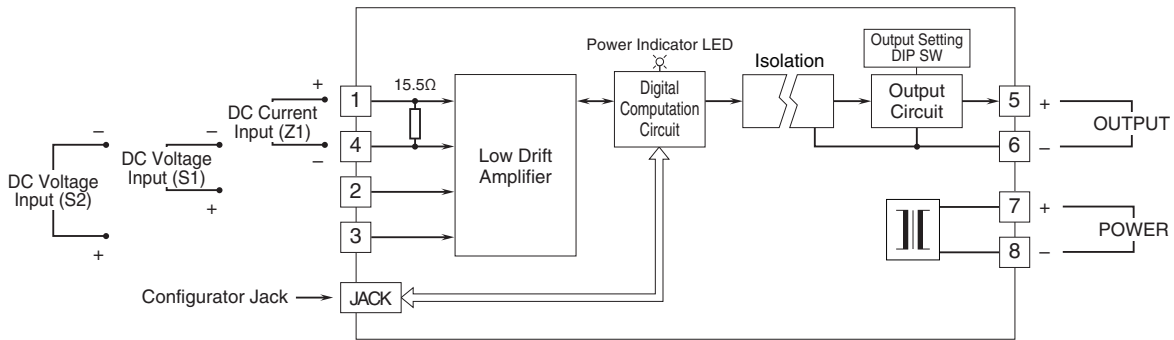 Power Indicator LED
Output Setting
DIP SW
Isolation
15.5Ω
+
1
DC Current
Input (Z1)
–
4
Digital
Computation
Circuit
Output
Circuit
5
+
OUTPUT
6
–
–
–
DC Voltage
Input (S1)
+
DC Voltage
Input (S2)
+
Low Drift
Amplifier
2
3
7
+
POWER
8
–
Configurator Jack
JACK